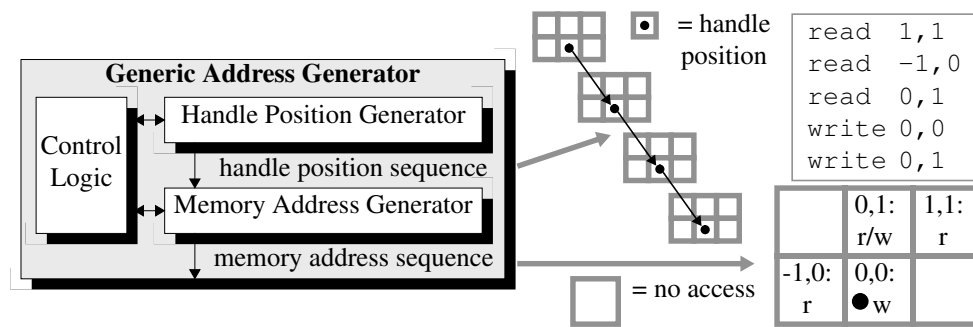 Generic Address Generator
Control
Logic
Handle Position Generator
handle position sequence
Memory Address Generator
memory address sequence
= handle
position
= no access
read 1,1
read -1,0
read 0,1
write 0,0
write 0,1
0,1:
r/w
1,1:
r
-1,0:
r
0,0:
w